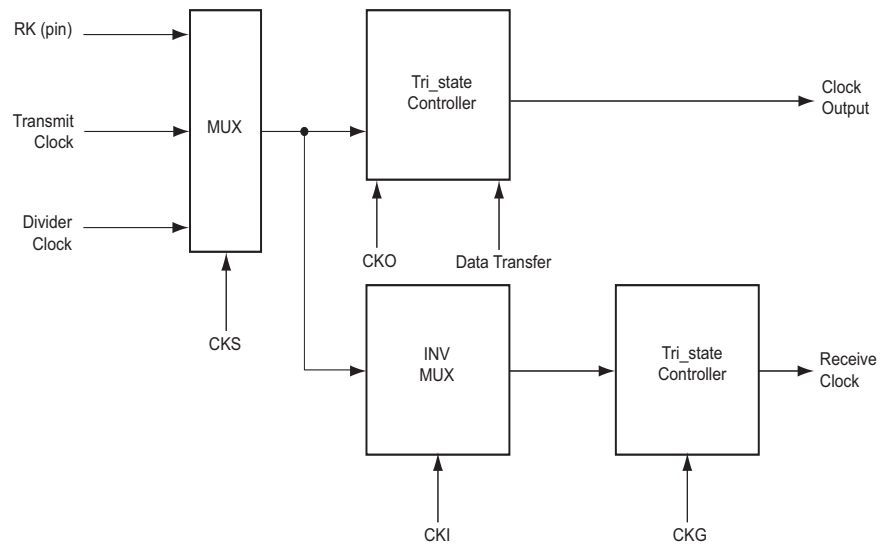 RK (pin)
Transmit
Clock
Divider
Clock
MUX
CKS
Tri_state
Controller
CKO
Data Transfer
Clock
Output
INV
MUX
CKI
Tri_state
Controller
CKG
Receive
Clock